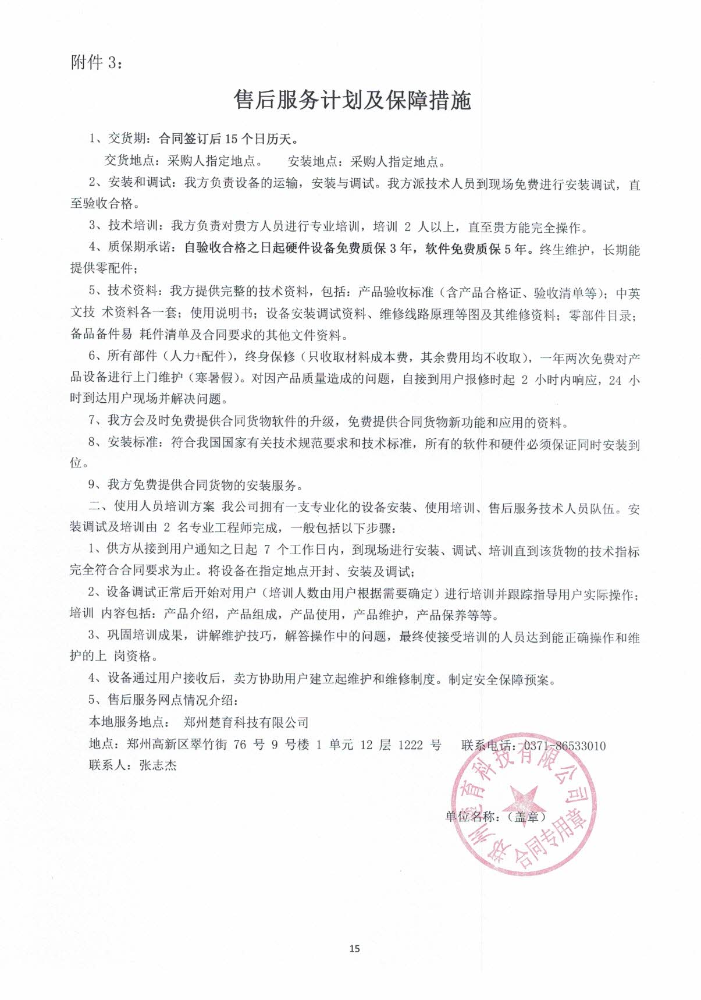 附件 3：
售后服务计划及保障措施
1、交货期：合同签订后 15 个日历天。
交货地点：采购人指定地点。 安装地点：采购人指定地点。
2、安装和调试：我方负责设备的运输，安装与调试。我方派技术人员到现场免费进行安装调试，直
至验收合格。
3、技术培训：我方负责对贵方人员进行专业培训，培训 2 人以上，直至贵方能完全操作。
4、质保期承诺：自验收合格之日起硬件设备免费质保 3 年，软件免费质保 5 年。终生维护，长期能
提供零配件；
5、技术资料：我方提供完整的技术资料，包括：产品验收标准（含产品合格证、验收清单等）；中英
文技 术资料各一套；使用说明书；设备安装调试资料、维修线路原理等图及其维修资料；零部件目录；
备品备件易 耗件清单及合同要求的其他文件资料。
6、所有部件（人力+配件），终身保修（只收取材料成本费，其余费用均不收取），一年两次免费对产
品设备进行上门维护（寒暑假）。对因产品质量造成的问题，自接到用户报修时起 2 小时内响应，24 小
时到达用户现场并解决问题。
7、我方会及时免费提供合同货物软件的升级，免费提供合同货物新功能和应用的资料。
8、安装标准：符合我国国家有关技术规范要求和技术标准，所有的软件和硬件必须保证同时安装到
位。
9、我方免费提供合同货物的安装服务。
二、使用人员培训方案 我公司拥有一支专业化的设备安装、使用培训、售后服务技术人员队伍。安
装调试及培训由 2 名专业工程师完成，一般包括以下步骤：
1、供方从接到用户通知之日起 7 个工作日内，到现场进行安装、调试、培训直到该货物的技术指标
完全符合合同要求为止。将设备在指定地点开封、安装及调试；
2、设备调试正常后开始对用户（培训人数由用户根据需要确定）进行培训并跟踪指导用户实际操作；
培训 内容包括：产品介绍，产品组成，产品使用，产品维护，产品保养等等。
3、巩固培训成果，讲解维护技巧，解答操作中的问题，最终使接受培训的人员达到能正确操作和维
护的上 岗资格。
4、设备通过用户接收后，卖方协助用户建立起维护和维修制度。制定安全保障预案。
5、售后服务网点情况介绍：
本地服务地点： 郑州楚育科技有限公司
地点：郑州高新区翠竹街 76 号 9 号楼 1 单元 12 层 1222 号 联系电话：0371-86533010
联系人：张志杰
单位名称：（盖章）
郑州楚育科技有限公司
合同专用章
15